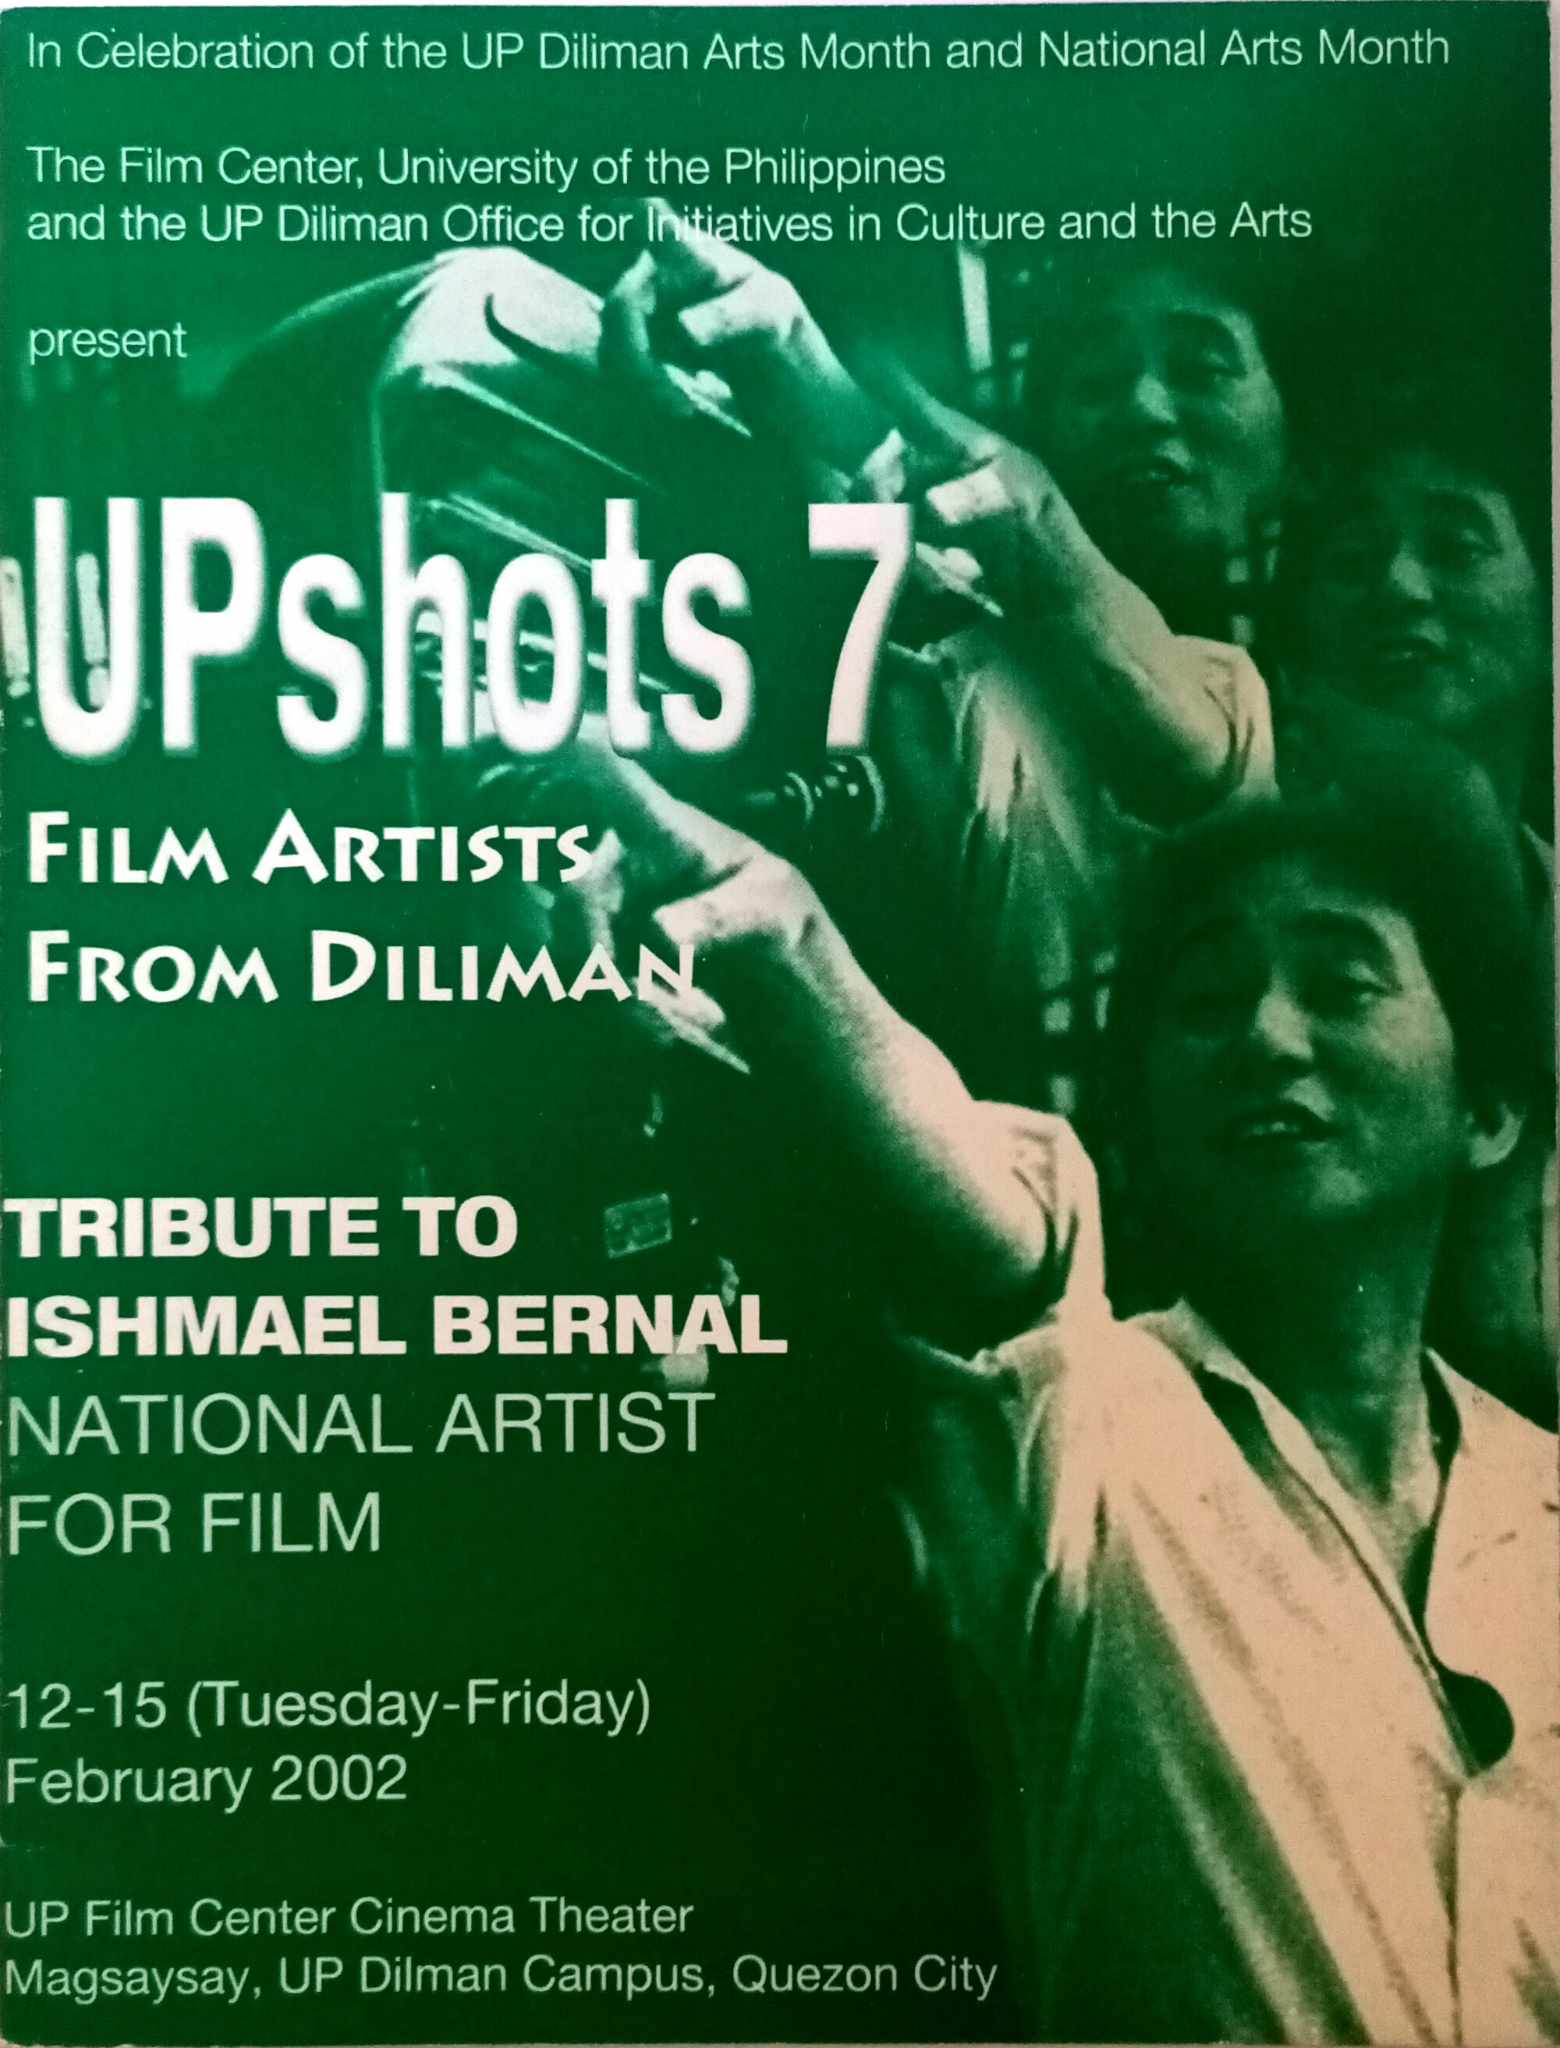 In Celebration of the UP Diliman Arts Month and National Arts Month
The Film Center, University of the Philippines
and the UP Diliman Office for Initiatives in Culture and the Arts
present
UPshots 7
FILM ARTISTS
FROM DILIMAN
TRIBUTE TO
ISHMAEL BERNAL
NATIONAL ARTIST
FOR FILM
12-15 (Tuesday-Friday)
February 2002
UP Film Center Cinema Theater
Magsaysay, UP Dilman Campus, Quezon City